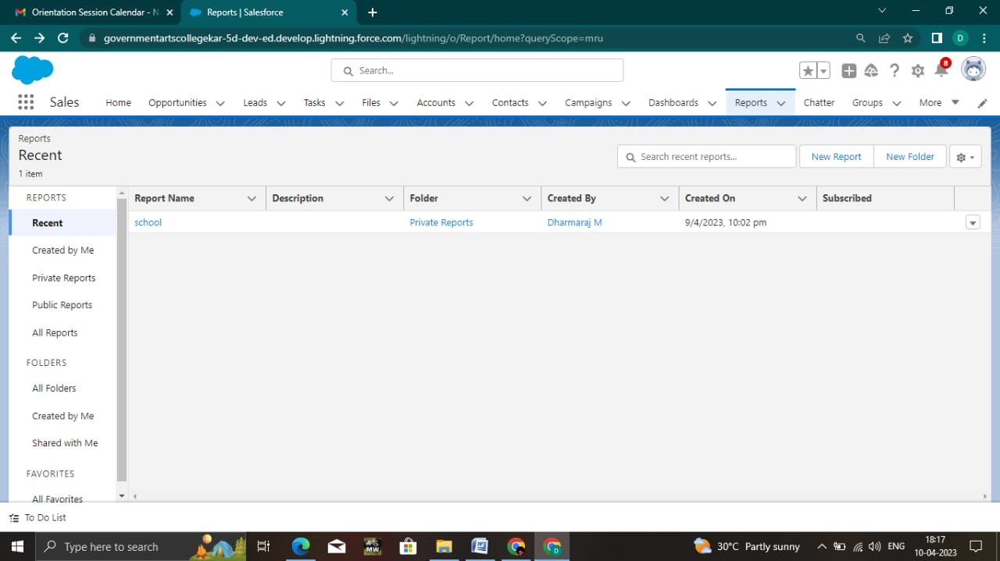 Orientation Session Calendar - N
Reports | Salesforce
governmentartscollegekar-5d-dev-ed.develop.lightning.force.com/lightning/o/Report/home?queryScope=mru
D
Search...
8
Sales
Home
Opportunities
Leads
Tasks
Files
Accounts
Contacts
Campaigns
Dashboards
Reports
Chatter
Groups
More
Reports
Recent
1 item
Search recent reports...
New Report
New Folder
REPORTS
Recent
Created by Me
Private Reports
Public Reports
All Reports
FOLDERS
All Folders
Created by Me
Shared with Me
FAVORITES
All Favorites
Report Name
Description
Folder
Created By
Created On
Subscribed
school
Private Reports
Dharmaraj M
9/4/2023, 10:02 pm
To Do List
Type here to search
30°C Partly sunny
ENG
18:17
10-04-2023